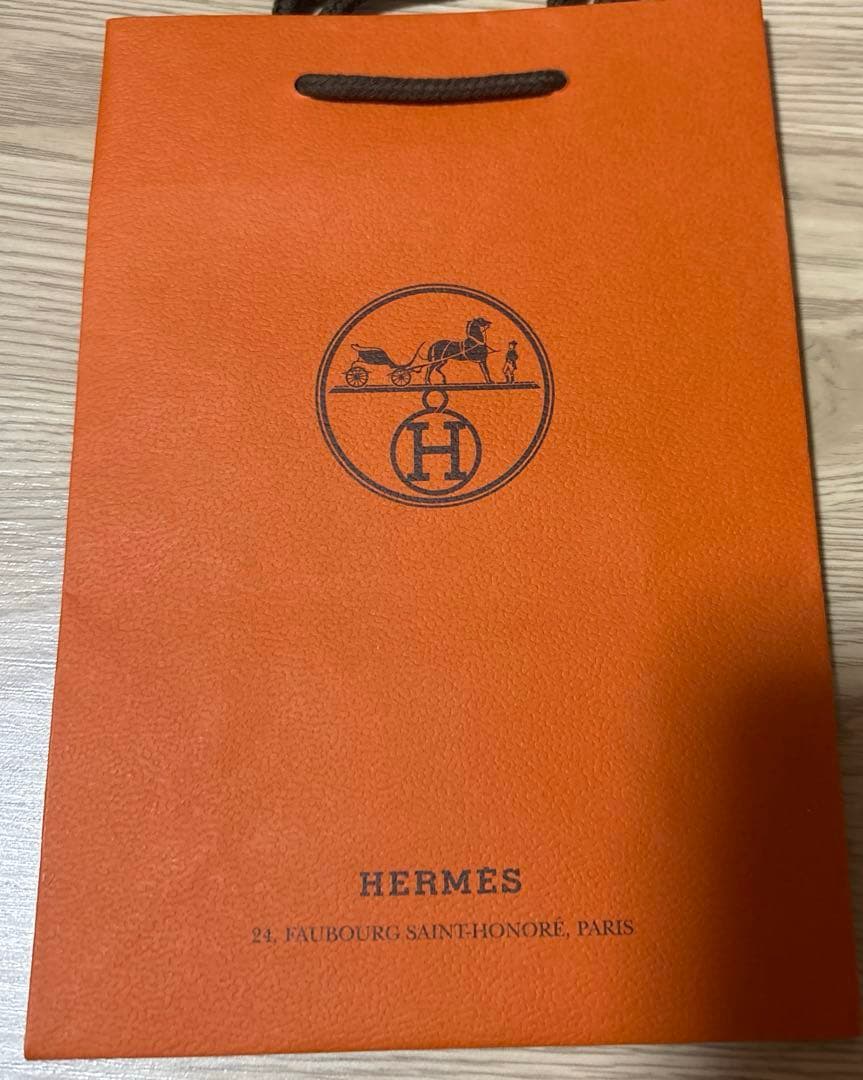 H
HERMÈS
24, FAUBOURG SAINT-HONORÉ, PARIS